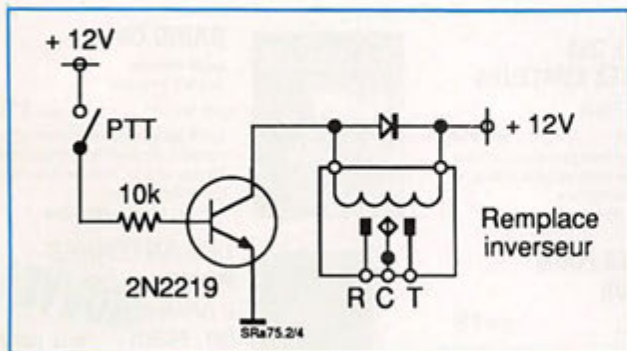 + 12V
PTT
10k
2N2219
+ 12V
Remplace
inverseur
R C T
SRa75.2/4